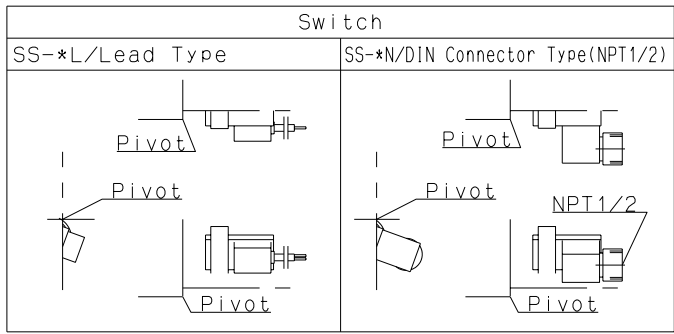 Switch
SS-*L/Lead Type
SS-*N/DIN Connector Type(NPT1/2)
Pivot
Pivot
Pivot
Pivot
NPT1/2
Pivot
Pivot